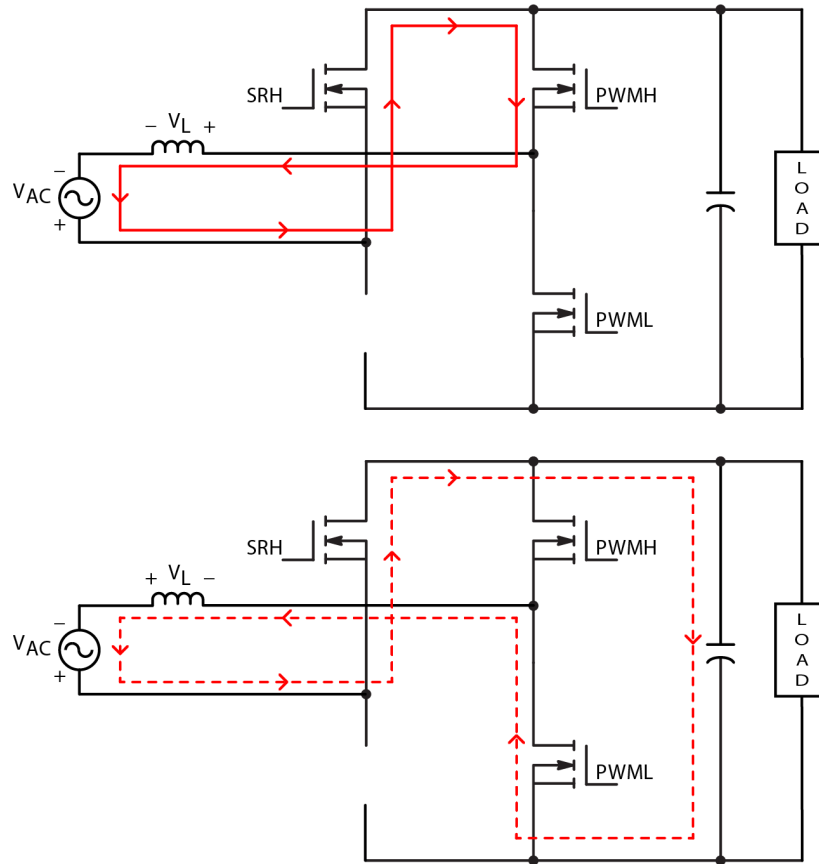 SRH
PWMH
− VL +
−
VAC
+
LOAD
PWML
SRH
PWMH
+ VL −
−
VAC
+
LOAD
PWML